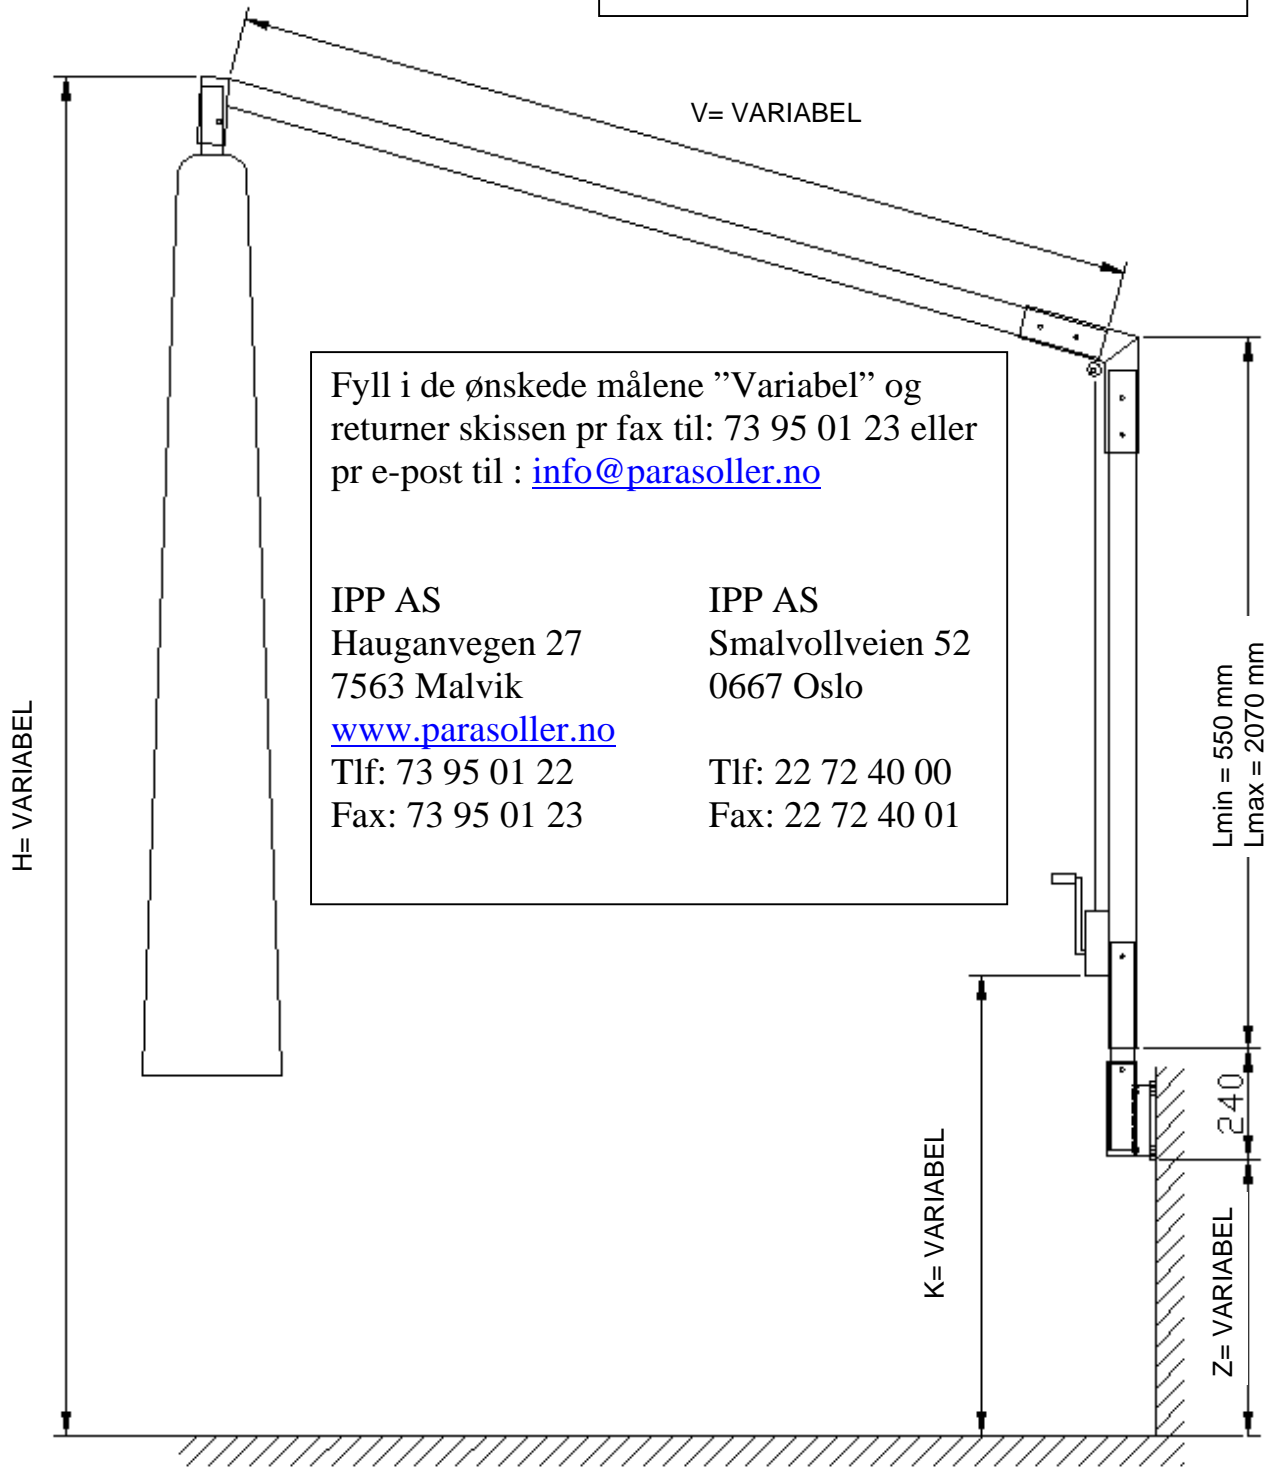 V= VARIABEL
Fyll i de ønskede målene ”Variabel” og
returner skissen pr fax til: 73 95 01 23 eller
pr e-post til : info@parasoller.no
IPP AS
Hauganvegen 27
7563 Malvik
www.parasoller.no
Tlf: 73 95 01 22
Fax: 73 95 01 23
IPP AS
Smalvollveien 52
0667 Oslo
Tlf: 22 72 40 00
Fax: 22 72 40 01
H= VARIABEL
Lmin = 550 mm
Lmax = 2070 mm
240
K= VARIABEL
Z= VARIABEL